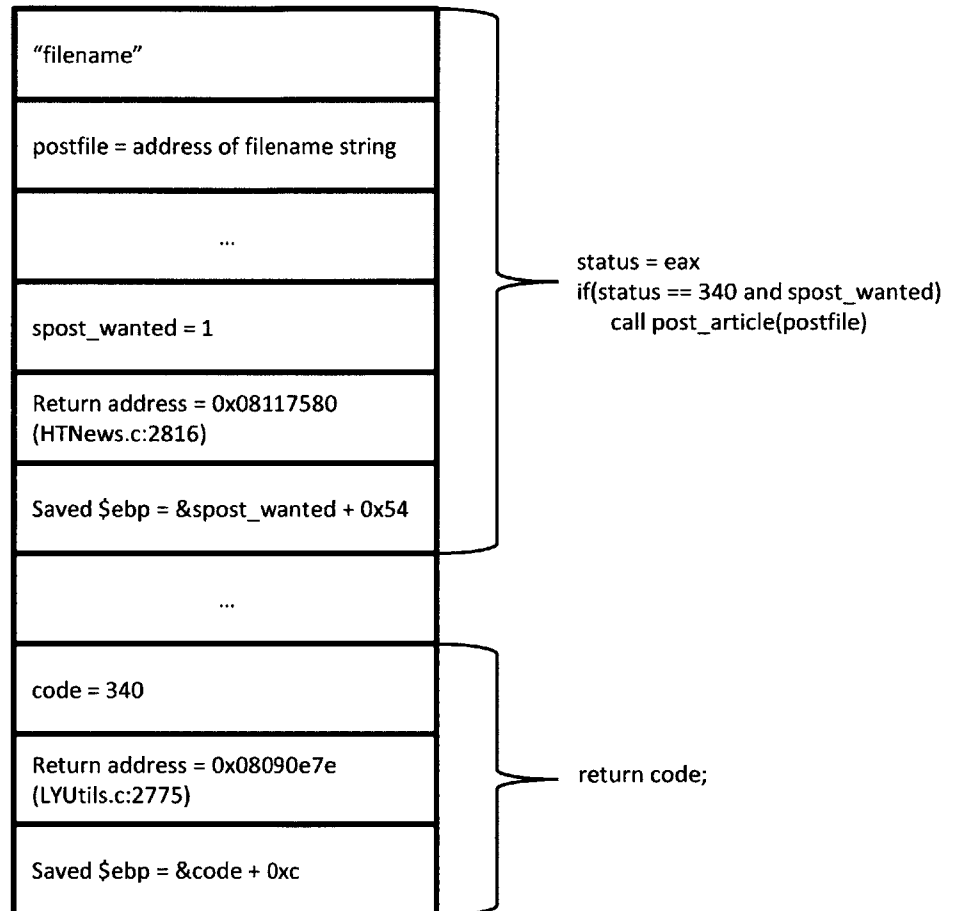 “filename”
postfile = address of filename string
...
spost_wanted = 1
Return address = 0x08117580
(HTNews.c:2816)
Saved $ebp = &spost_wanted + 0x54
...
code = 340
Return address = 0x08090e7e
(LYUtils.c:2775)
Saved $ebp = &code + 0xc
status = eax
if(status == 340 and spost_wanted)
call post_article(postfile)
return code;